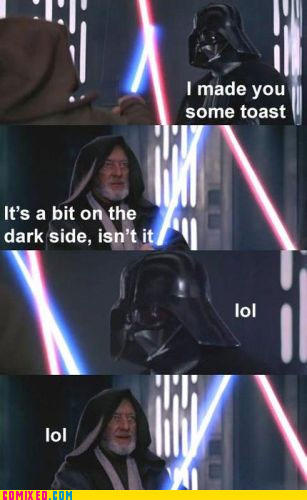 I made you
some toast
It's a bit on the
dark side, isn't it
lol
lol
COMIXED.COM